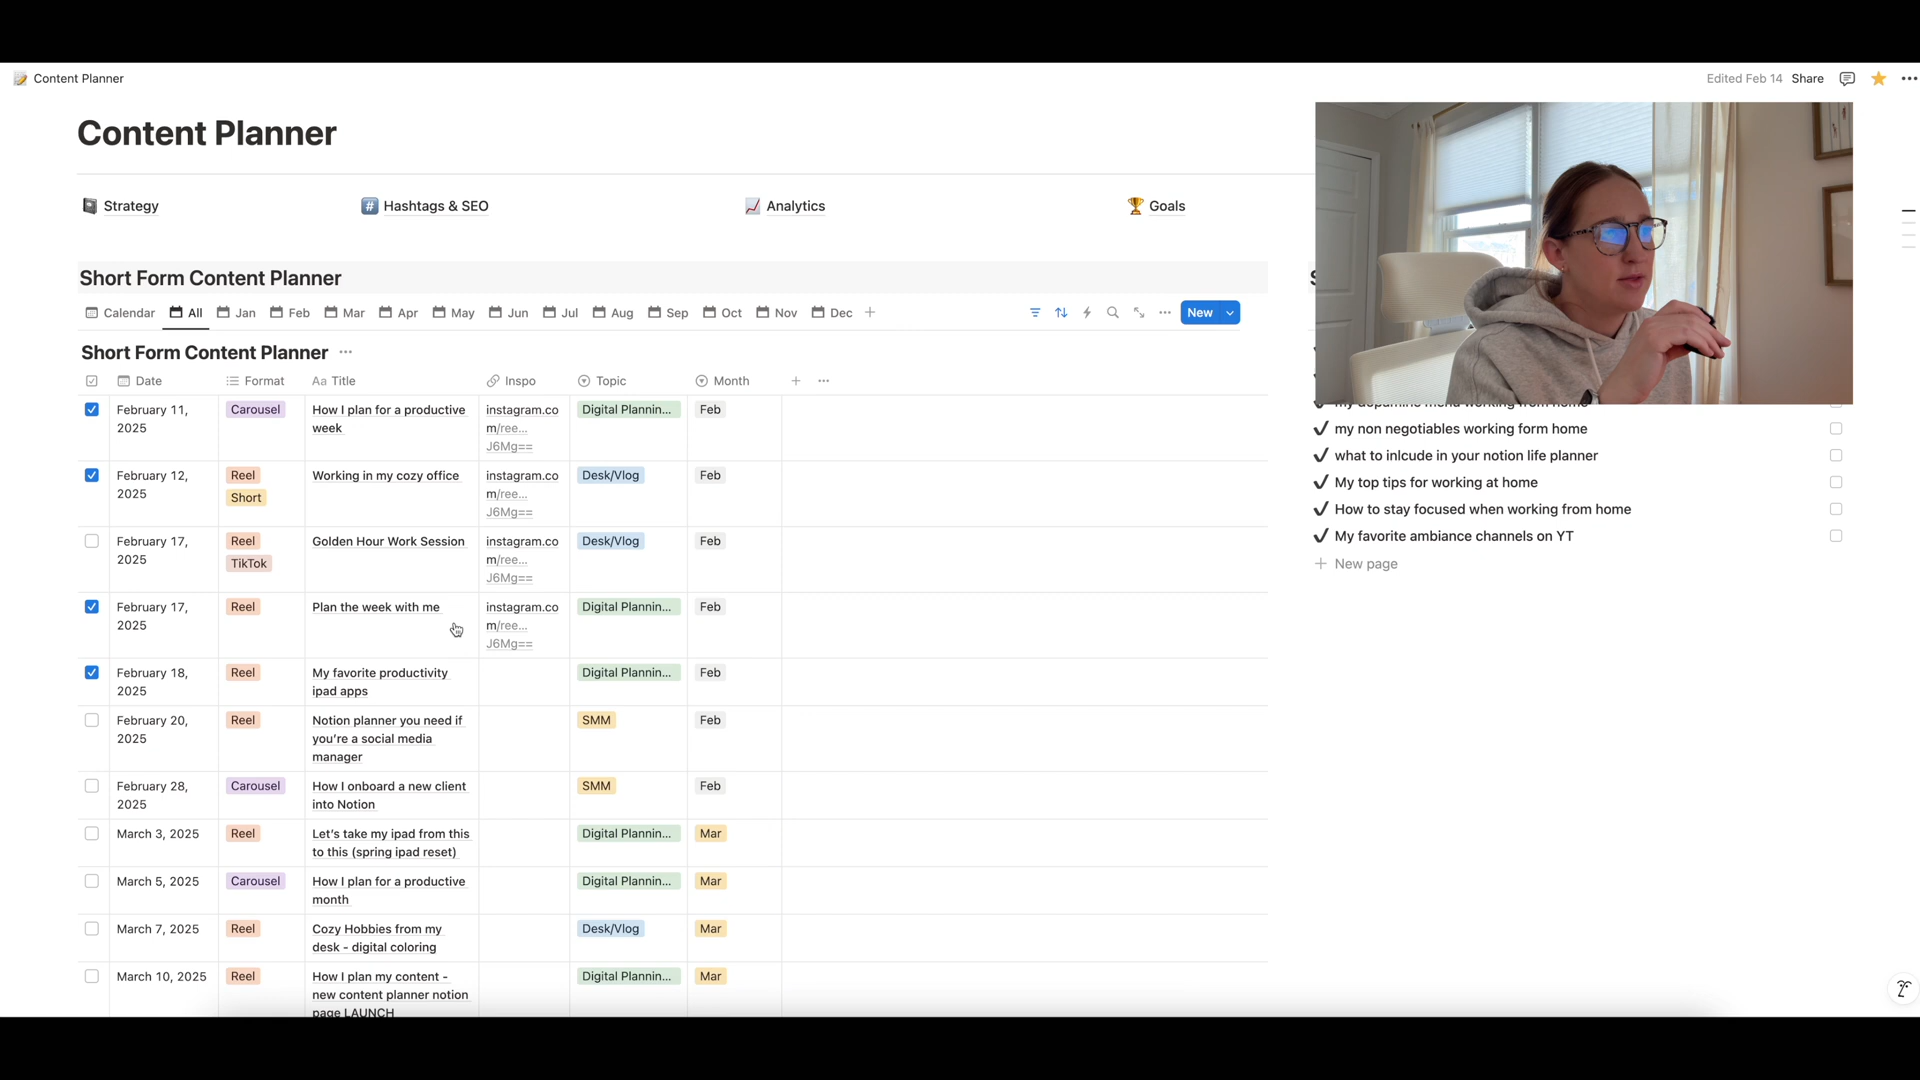 Content Planner
Edited Feb 14 Share
Content Planner
Strategy
# Hashtags & SEO
Analytics
Goals
Short Form Content Planner
Calendar All Jan Feb Mar Apr May Jun Jul Aug Sep Oct Nov Dec +
New
Short Form Content Planner
Date Format Aa Title Inspo Topic Month
February 11, 2025
Carousel
How I plan for a productive
week
instagram.co
m/ree...
J6Mg==
Digital Plannin...
Feb
February 12,
2025
Reel
Short
Working in my cozy office
instagram.co
m/ree...
J6Mg==
Desk/Vlog
Feb
February 17,
2025
Reel
TikTok
Golden Hour Work Session
instagram.co
m/ree...
J6Mg==
Desk/Vlog
Feb
February 17,
2025
Reel
Plan the week with me
instagram.co
m/ree...
J6Mg==
Digital Plannin...
Feb
February 18,
2025
Reel
My favorite productivity
ipad apps
Digital Plannin...
Feb
February 20,
2025
Reel
Notion planner you need if
you're a social media
manager
SMM
Feb
February 28,
2025
Carousel
How I onboard a new client
into Notion
SMM
Feb
March 3, 2025
Reel
Let's take my ipad from this
to this (spring ipad reset)
Digital Plannin...
Mar
March 5, 2025
Carousel
How I plan for a productive
month
Digital Plannin...
Mar
March 7, 2025
Reel
Cozy Hobbies from my
desk - digital coloring
Desk/Vlog
Mar
March 10, 2025
Reel
How I plan my content -
new content planner notion
page LAUNCH
Digital Plannin...
Mar
my dopamine menu working from home
my non negotiables working form home
what to inlcude in your notion life planner
My top tips for working at home
How to stay focused when working from home
My favorite ambiance channels on YT
New page